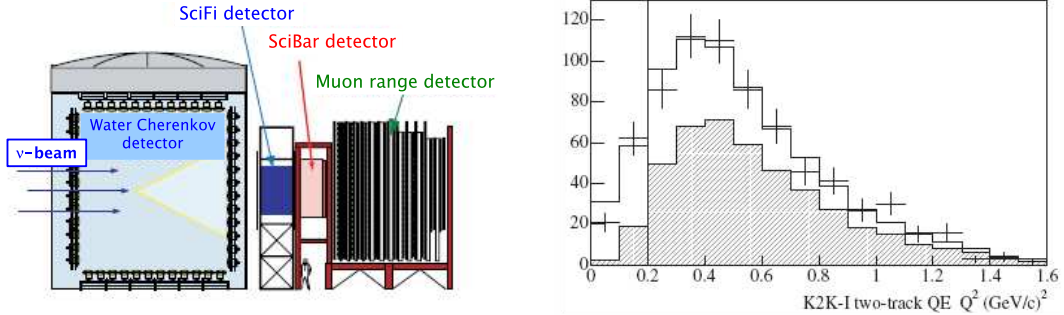 SciFi detector
SciBar detector
Muon range detector
Water Cherenkov
detector
ν-beam
120
100
80
60
40
20
0
0 0.2 0.4 0.6 0.8 1 1.2 1.4 1.6
K2K-I two-track QE Q² (GeV/c)²